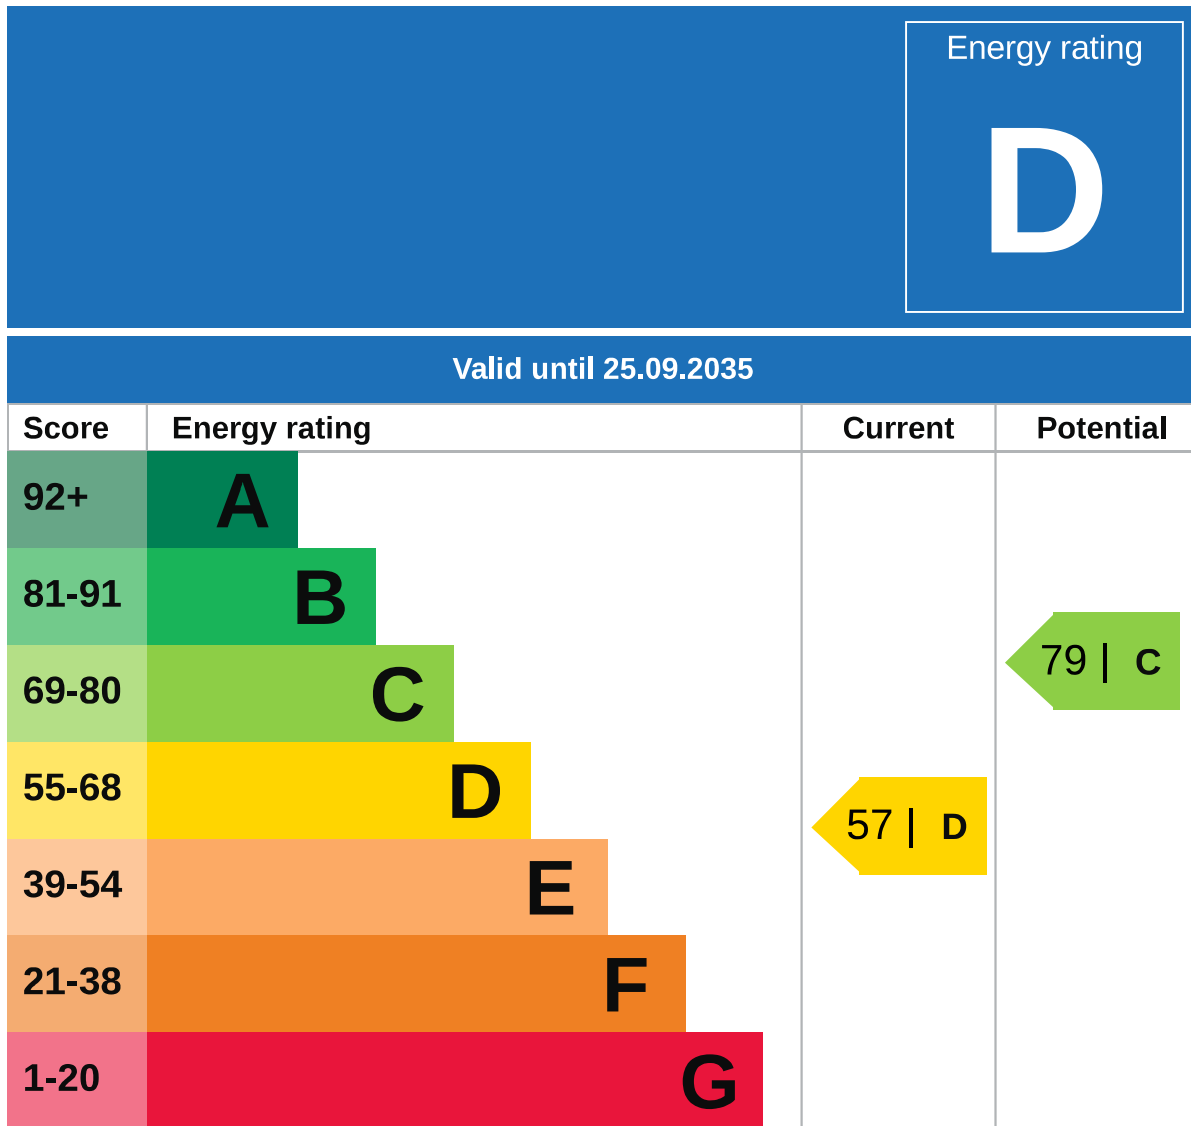 Energy rating
D
Valid until 25.09.2035
Score Energy rating Current Potential
92+ A
81-91 B
69-80 C
79 | C
55-68 D
57 | D
39-54 E
21-38 F
1-20 G